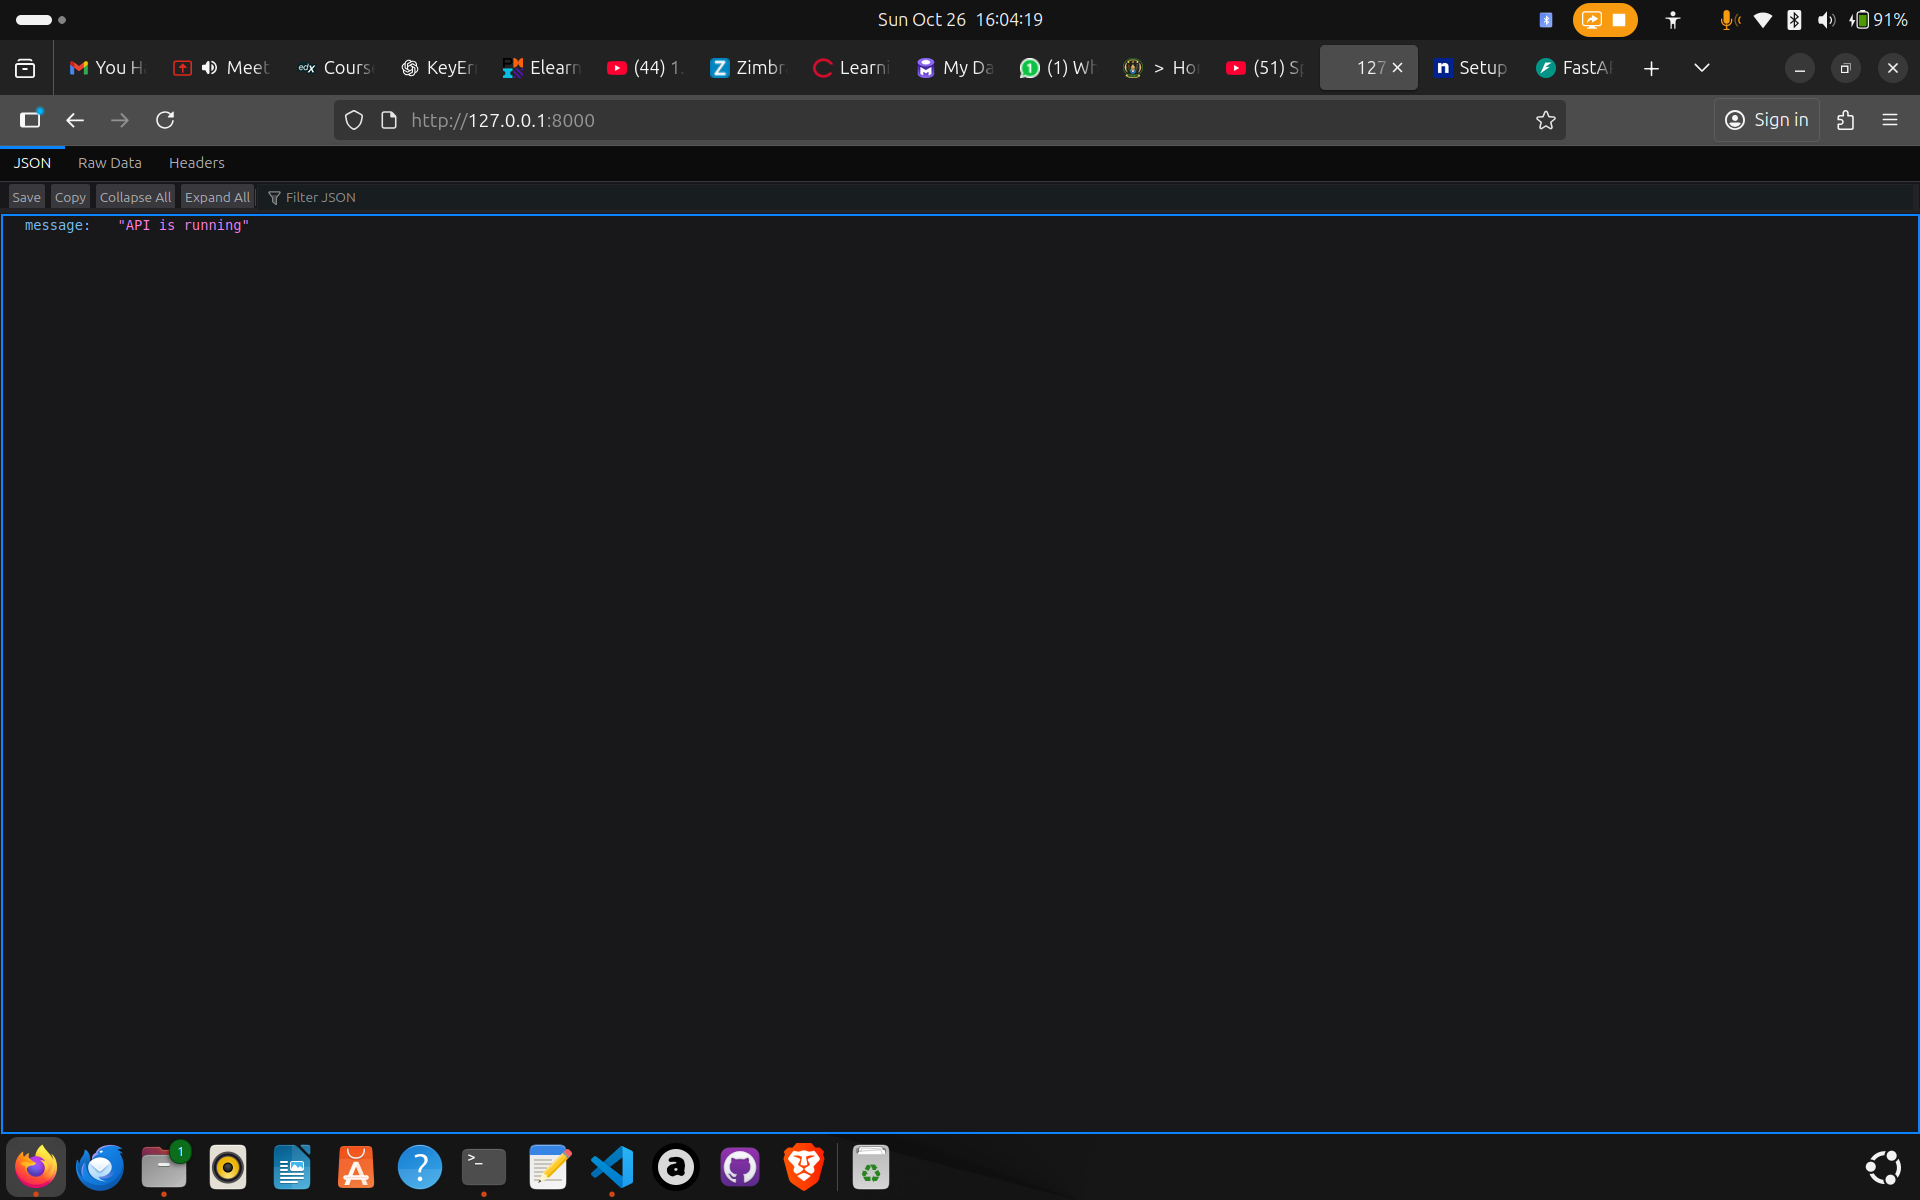 Sun Oct 26 16:04:19
91%
You H
Meet
edx Cours
KeyEr
Elearn
(44) 1.
Zimbr
Learni
My Da
(1) Wh
> Ho
(51) S
127
Setup
FastA
http://127.0.0.1:8000
Sign in
JSON Raw Data Headers
Save Copy Collapse All Expand All Filter JSON
message: "API is running"
1